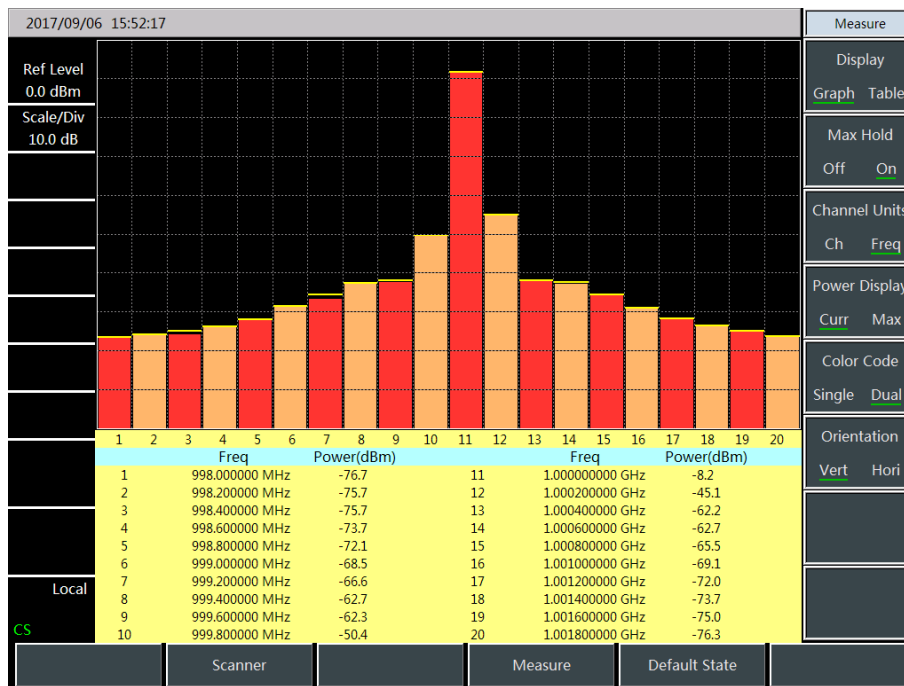 2017/09/06 15:52:17
Measure
Ref Level
0.0 dBm
Scale/Div
10.0 dB
Local
CS
1 2 3 4 5 6 7 8 9 10 11 12 13 14 15 16 17 18 19 20
Freq Power(dBm) Freq Power(dBm)
1 998.000000 MHz -76.7 11 1.000000000 GHz -8.2
2 998.200000 MHz -75.7 12 1.000200000 GHz -45.1
3 998.400000 MHz -75.7 13 1.000400000 GHz -62.2
4 998.600000 MHz -73.7 14 1.000600000 GHz -62.7
5 998.800000 MHz -72.1 15 1.000800000 GHz -65.5
6 999.000000 MHz -68.5 16 1.001000000 GHz -69.1
7 999.200000 MHz -66.6 17 1.001200000 GHz -72.0
8 999.400000 MHz -62.7 18 1.001400000 GHz -73.7
9 999.600000 MHz -62.3 19 1.001600000 GHz -75.0
10 999.800000 MHz -50.4 20 1.001800000 GHz -76.3
Display
Graph Table
Max Hold
Off On
Channel Units
Ch Freq
Power Display
Curr Max
Color Code
Single Dual
Orientation
Vert Hori
Scanner Measure Default State